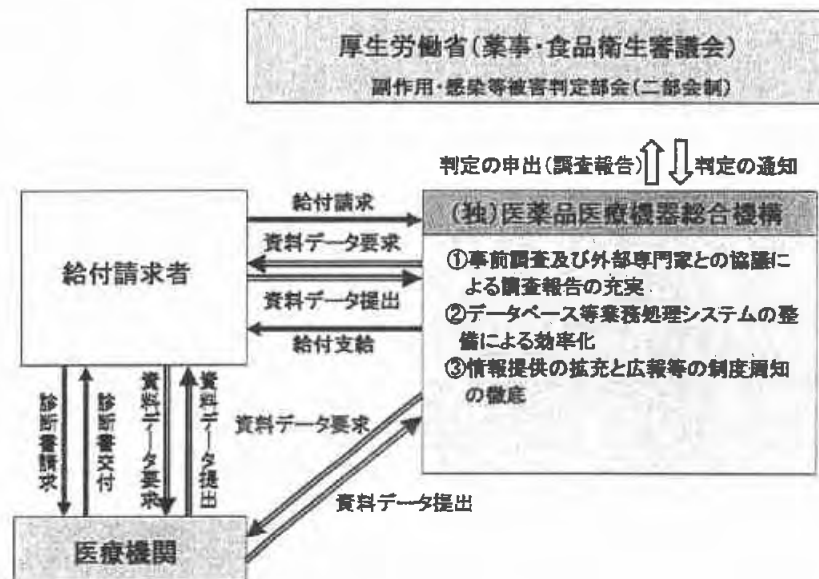 厚生労働省(薬事・食品衛生審議会)
副作用・感染等被害判定部会(二部会制)
判定の申出(調査報告)
判定の通知
給付請求
(独)医薬品医療機器総合機構
資料データ要求
給付請求者
資料データ提出
給付支給
①事前調査及び外部専門家との協議に
よる調査報告の充実
②データベース等業務処理システムの整
備による効率化
③情報提供の拡充と広報等の制度周知
の徹底
診断書請求
診断書交付
資料データ要求
資料データ提出
資料データ要求
資料データ提出
医療機関